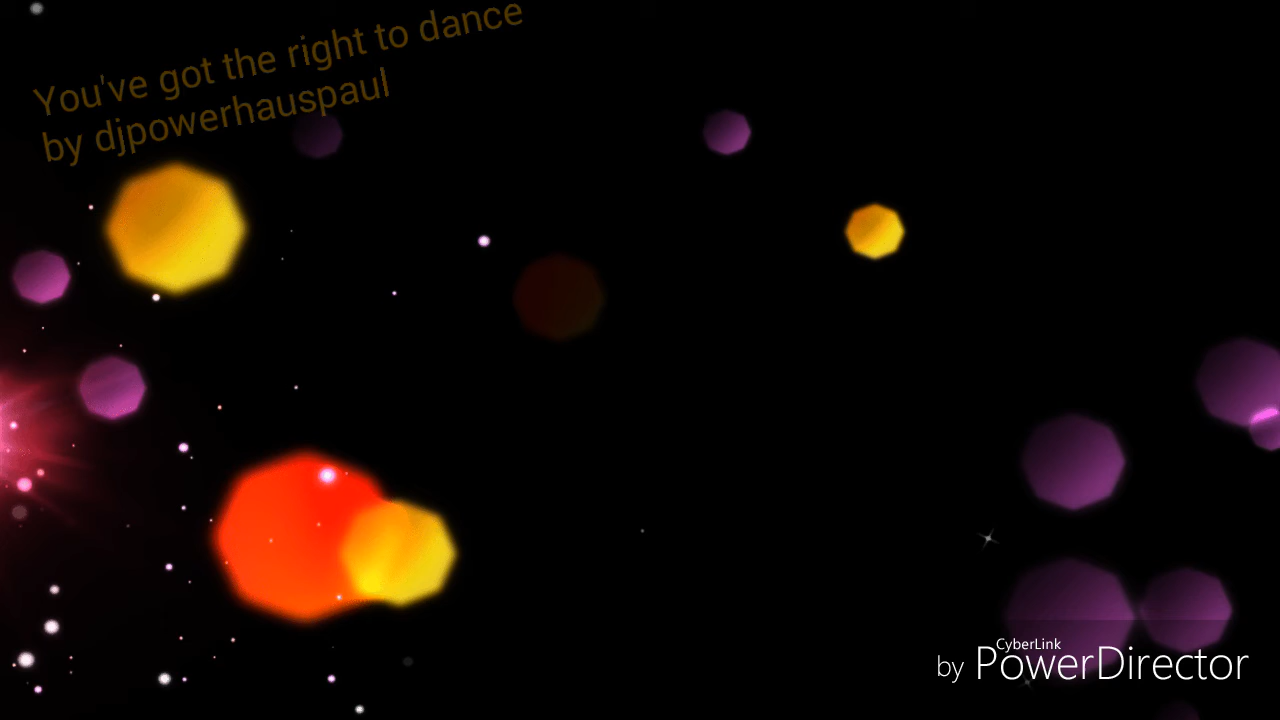 You've got the right to dance
by djpowerhauspaul
CyberLink
by PowerDirector